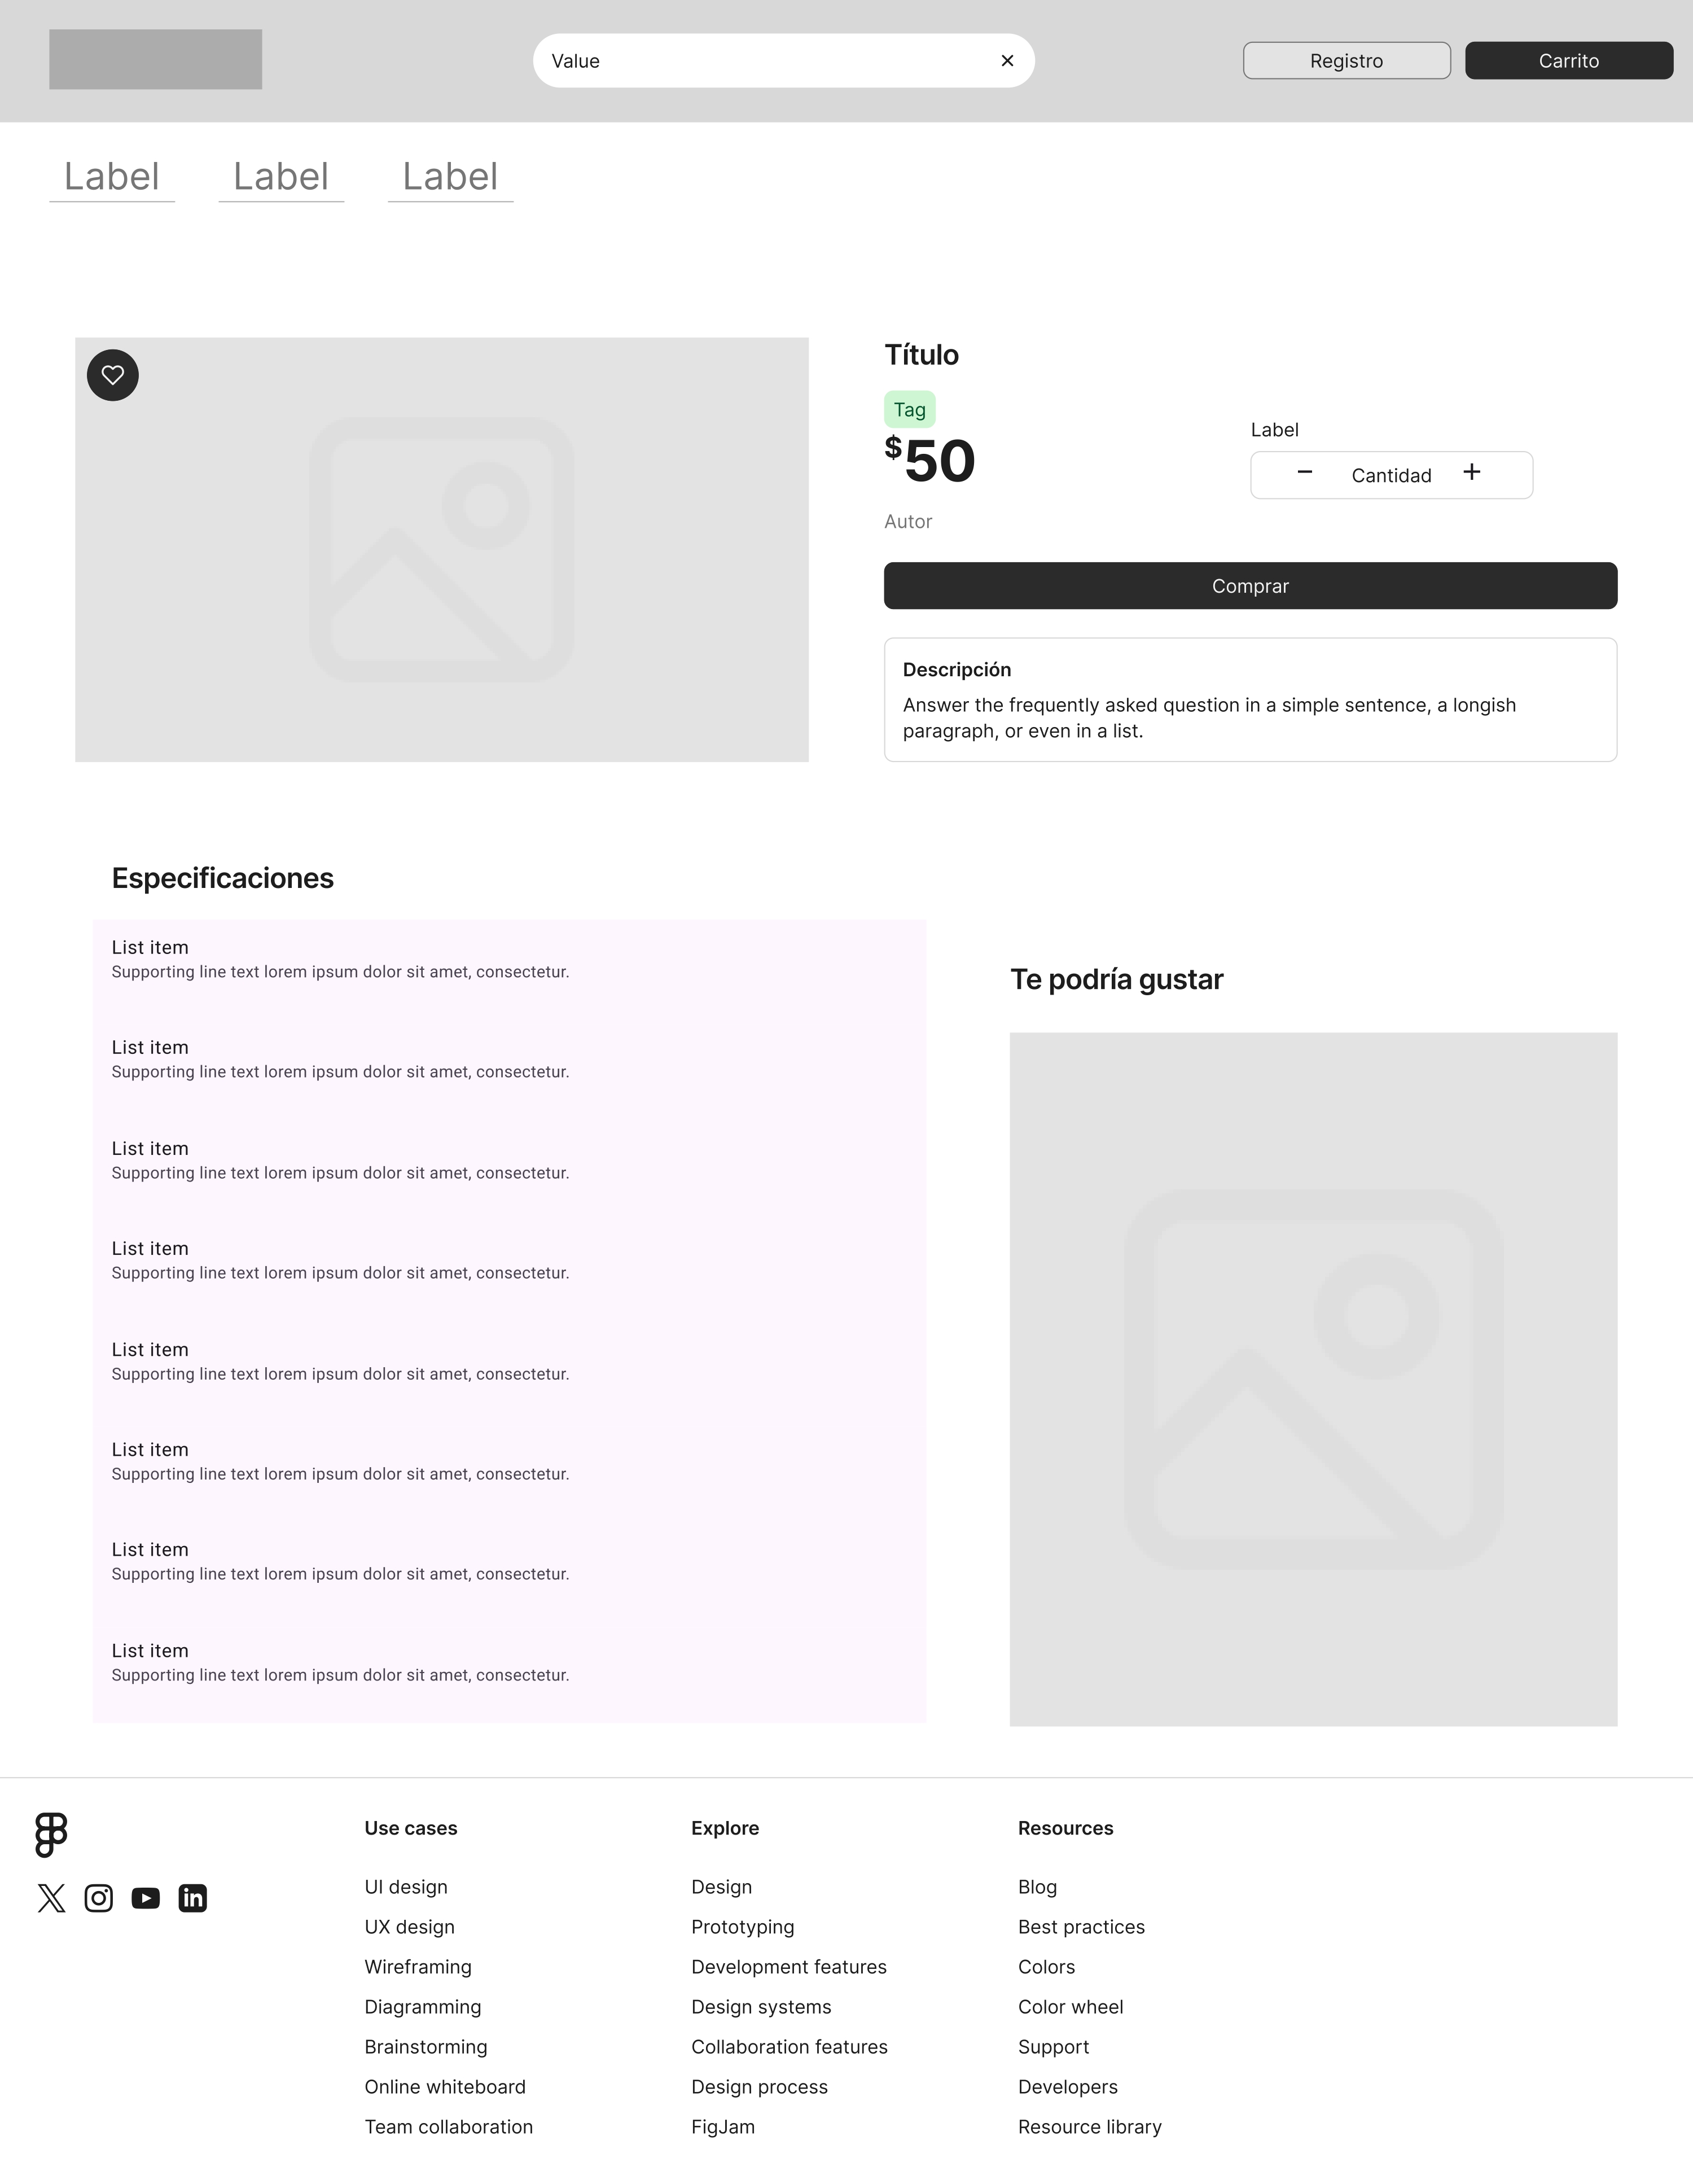 Value
Registro
Carrito
Label
Label
Label
Título
Tag
$50
Autor
Label
Cantidad
Comprar
Descripción
Answer the frequently asked question in a simple sentence, a longish
paragraph, or even in a list.
Especificaciones
List item
Supporting line text lorem ipsum dolor sit amet, consectetur.
List item
Supporting line text lorem ipsum dolor sit amet, consectetur.
List item
Supporting line text lorem ipsum dolor sit amet, consectetur.
List item
Supporting line text lorem ipsum dolor sit amet, consectetur.
List item
Supporting line text lorem ipsum dolor sit amet, consectetur.
List item
Supporting line text lorem ipsum dolor sit amet, consectetur.
List item
Supporting line text lorem ipsum dolor sit amet, consectetur.
List item
Supporting line text lorem ipsum dolor sit amet, consectetur.
Te podría gustar
Use cases
UI design
UX design
Wireframing
Diagramming
Brainstorming
Online whiteboard
Team collaboration
Explore
Design
Prototyping
Development features
Design systems
Collaboration features
Design process
FigJam
Resources
Blog
Best practices
Colors
Color wheel
Support
Developers
Resource library